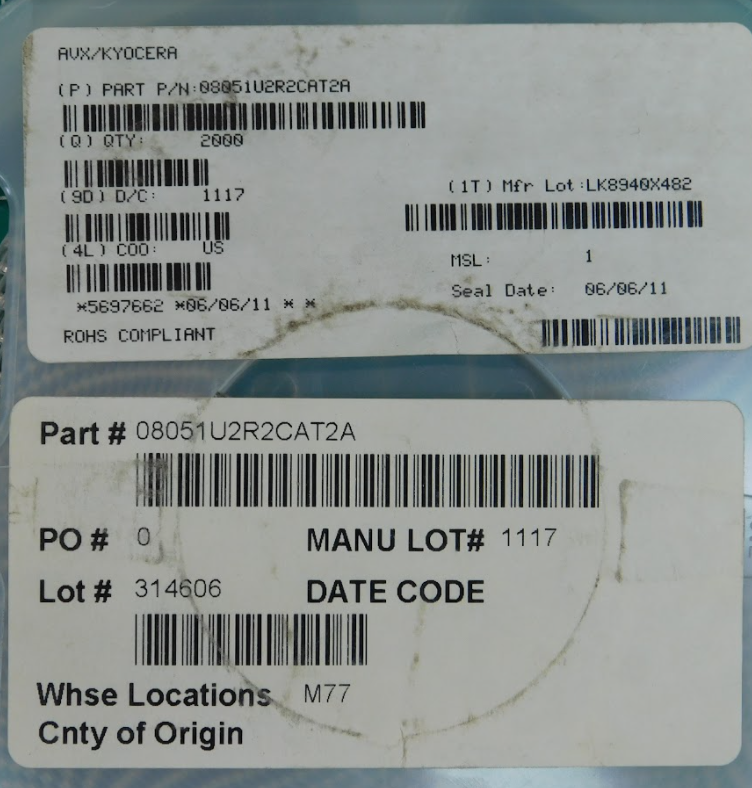 AVX/KYOCERA
(P) PART P/N:08051U2R2CAT2A
(Q) QTY: 2000
(9D) D/C: 1117
(1T) Mfr Lot:LK8940X482
(4L) COO: US
MSL: 1
Seal Date: 06/06/11
*5697662 *06/06/11 * *
ROHS COMPLIANT
Part # 08051U2R2CAT2A
PO # 0 MANU LOT# 1117
Lot # 314606 DATE CODE
Whse Locations M77
Cnty of Origin